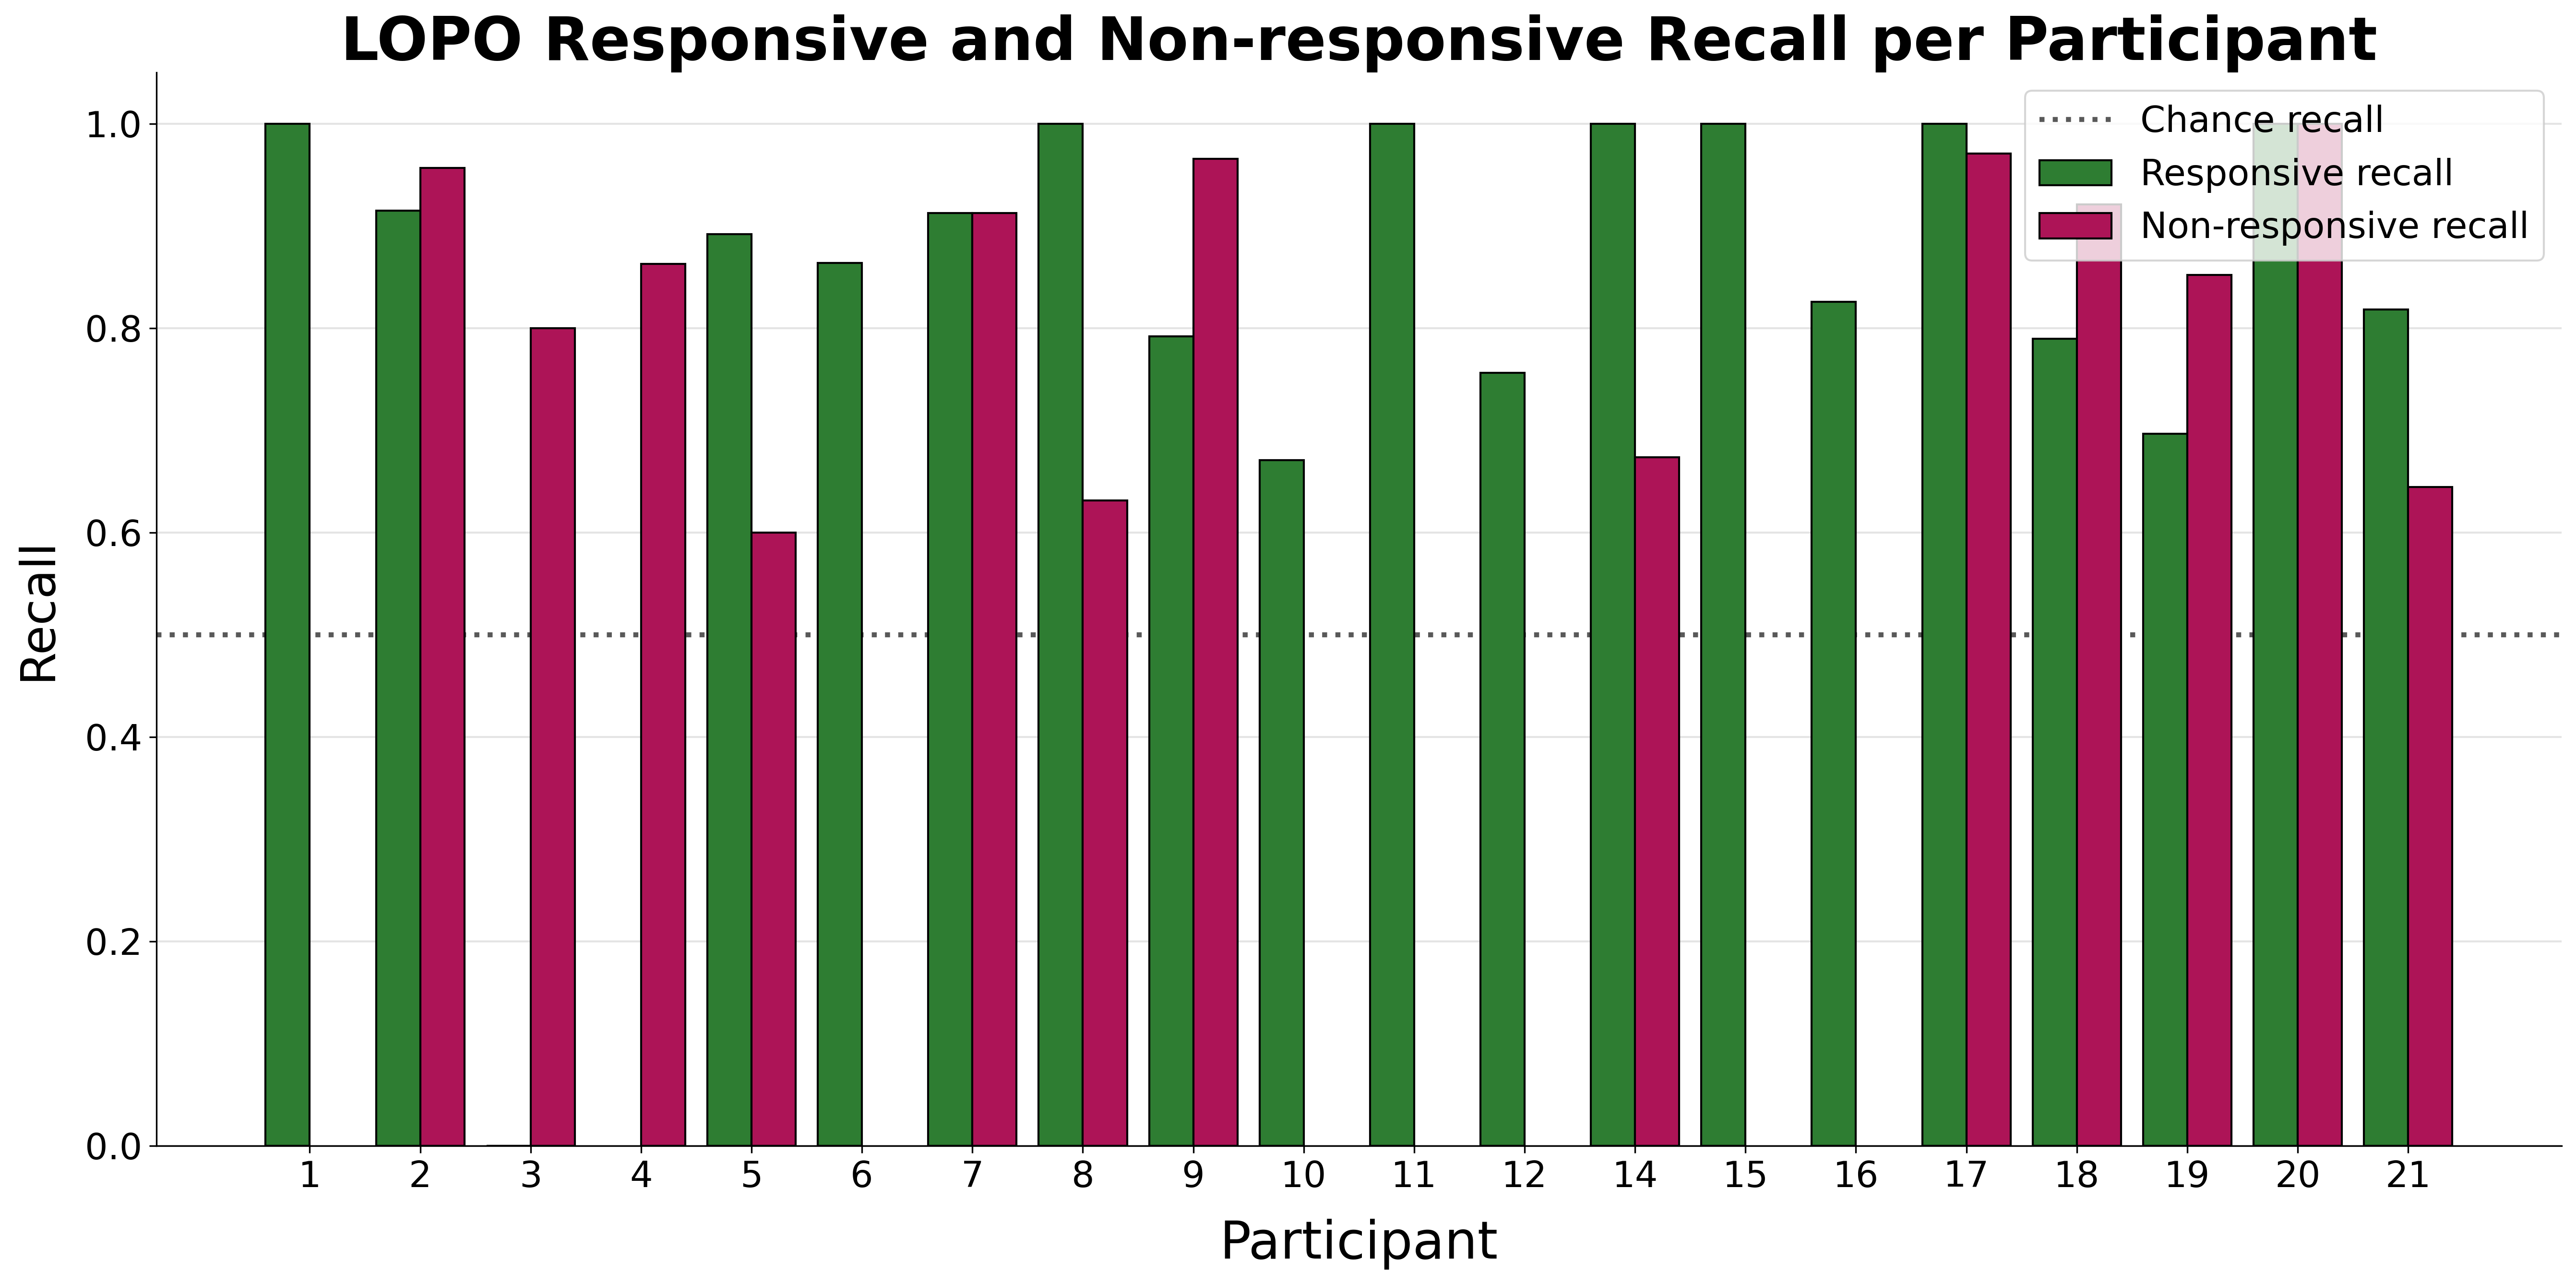 LOPO Responsive and Non-responsive Recall per Participant
Chance recall
Responsive recall
Non-responsive recall
1.0
0.8
0.6
0.4
0.2
0.0
Recall
1 2 3 4 5 6 7 8 9 10 11 12 14 15 16 17 18 19 20 21
Participant